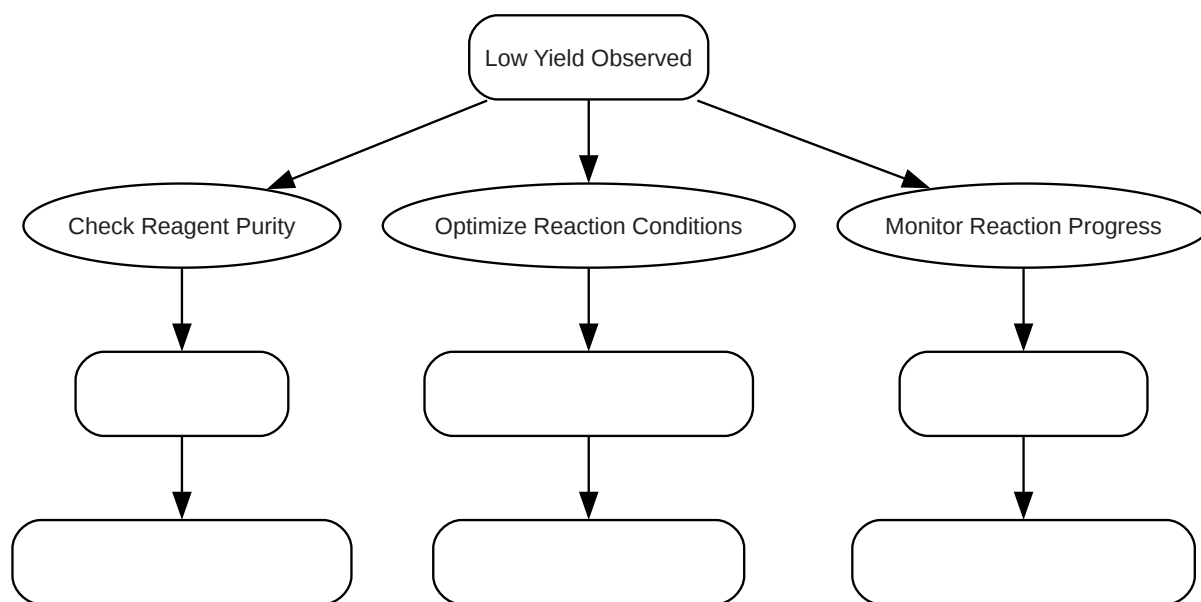 Low Yield Observed
Check Reagent Purity
Optimize Reaction Conditions
Monitor Reaction Progress